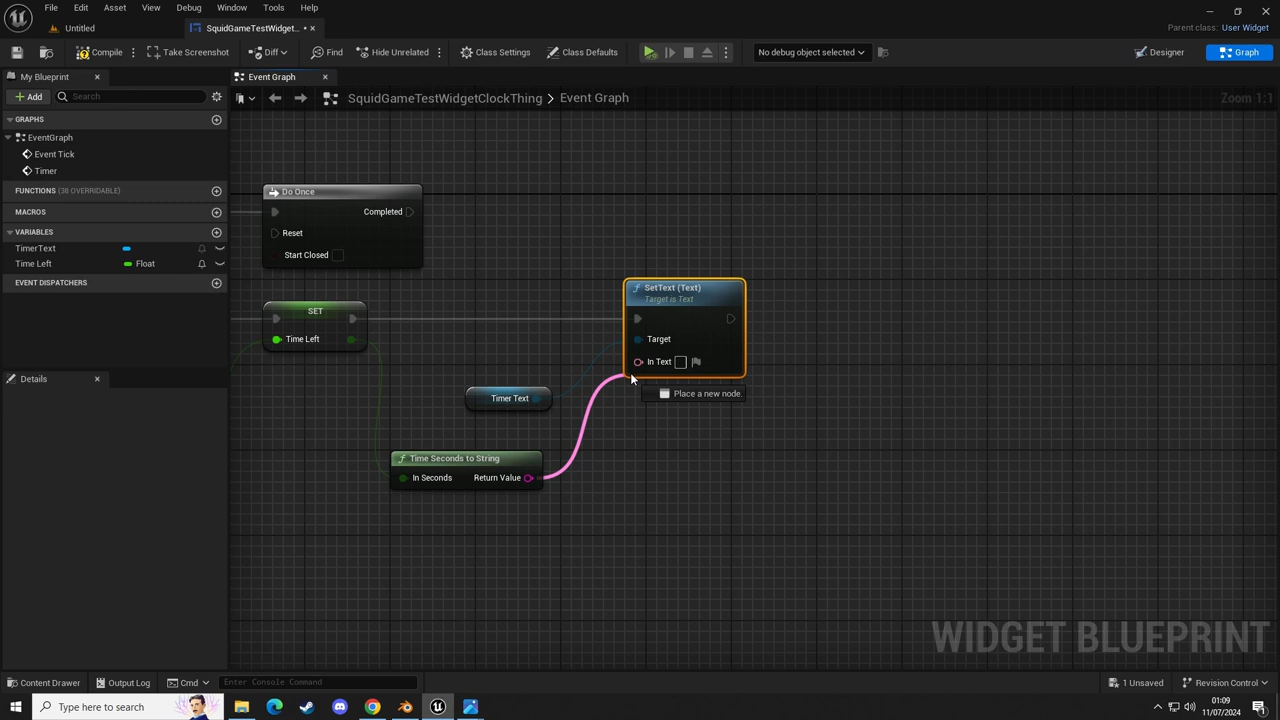 File Edit Asset View Debug Window Tools Help
Untitled
SquidGameTestWidget... •
Parent class: User Widget
Compile
Take Screenshot
Diff
Find
Hide Unrelated
Class Settings
Class Defaults
No debug object selected
Designer
Graph
My Blueprint
Event Graph
Add
Search
SquidGameTestWidgetClockThing > Event Graph
Zoom 1:1
GRAPHS
EventGraph
Event Tick
Timer
FUNCTIONS (38 OVERRIDABLE)
MACROS
VARIABLES
TimerText
Time Left Float
EVENT DISPATCHERS
Details
Do Once
Completed
Reset
Start Closed
SET
Time Left
SetText (Text)
Target is Text
Target
In Text
Place a new node.
Timer Text
Time Seconds to String
In Seconds Return Value
WIDGET BLUEPRINT
Content Drawer
Output Log
Cmd
Enter Console Command
1 Unsaved
Revision Control
Type here to search
01:09
11/07/2024